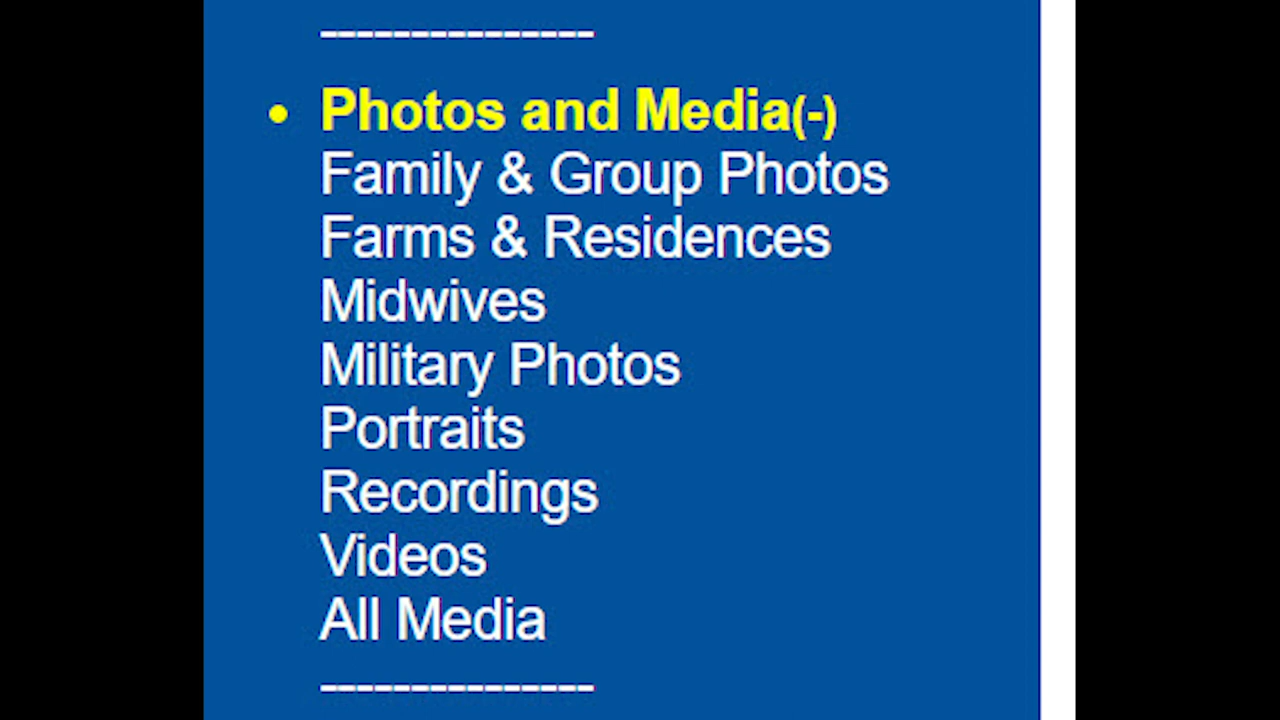 ---------------
• Photos and Media(-)
Family & Group Photos
Farms & Residences
Midwives
Military Photos
Portraits
Recordings
Videos
All Media
---------------